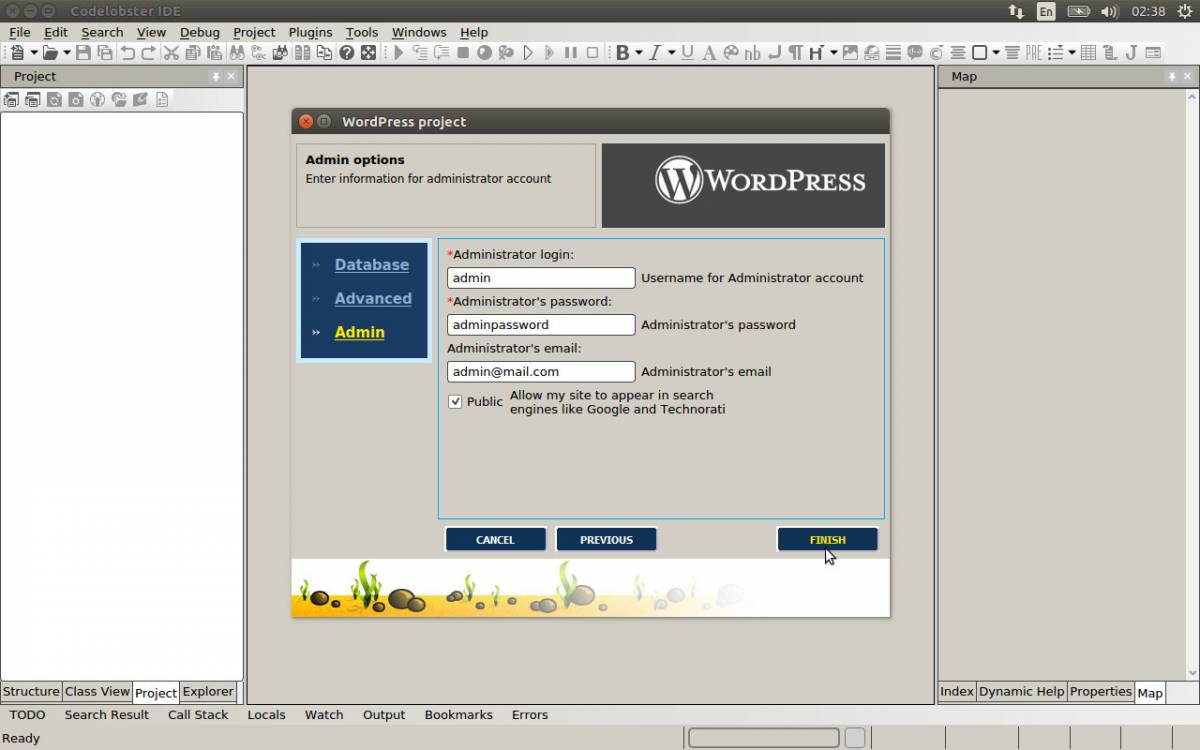 Codelobster IDE
En
02:38
File Edit Search View Debug Project Plugins Tools Windows Help
B I U A nb ¶ H PRE J
Project
Map
WordPress project
Admin options
Enter information for administrator account
WORDPRESS
Database
Advanced
Admin
*Administrator login:
admin Username for Administrator account
*Administrator's password:
adminpassword Administrator's password
Administrator's email:
admin@mail.com Administrator's email
Public Allow my site to appear in search
engines like Google and Technorati
CANCEL PREVIOUS FINISH
Structure Class View Project Explorer
Index Dynamic Help Properties Map
TODO Search Result Call Stack Locals Watch Output Bookmarks Errors
Ready